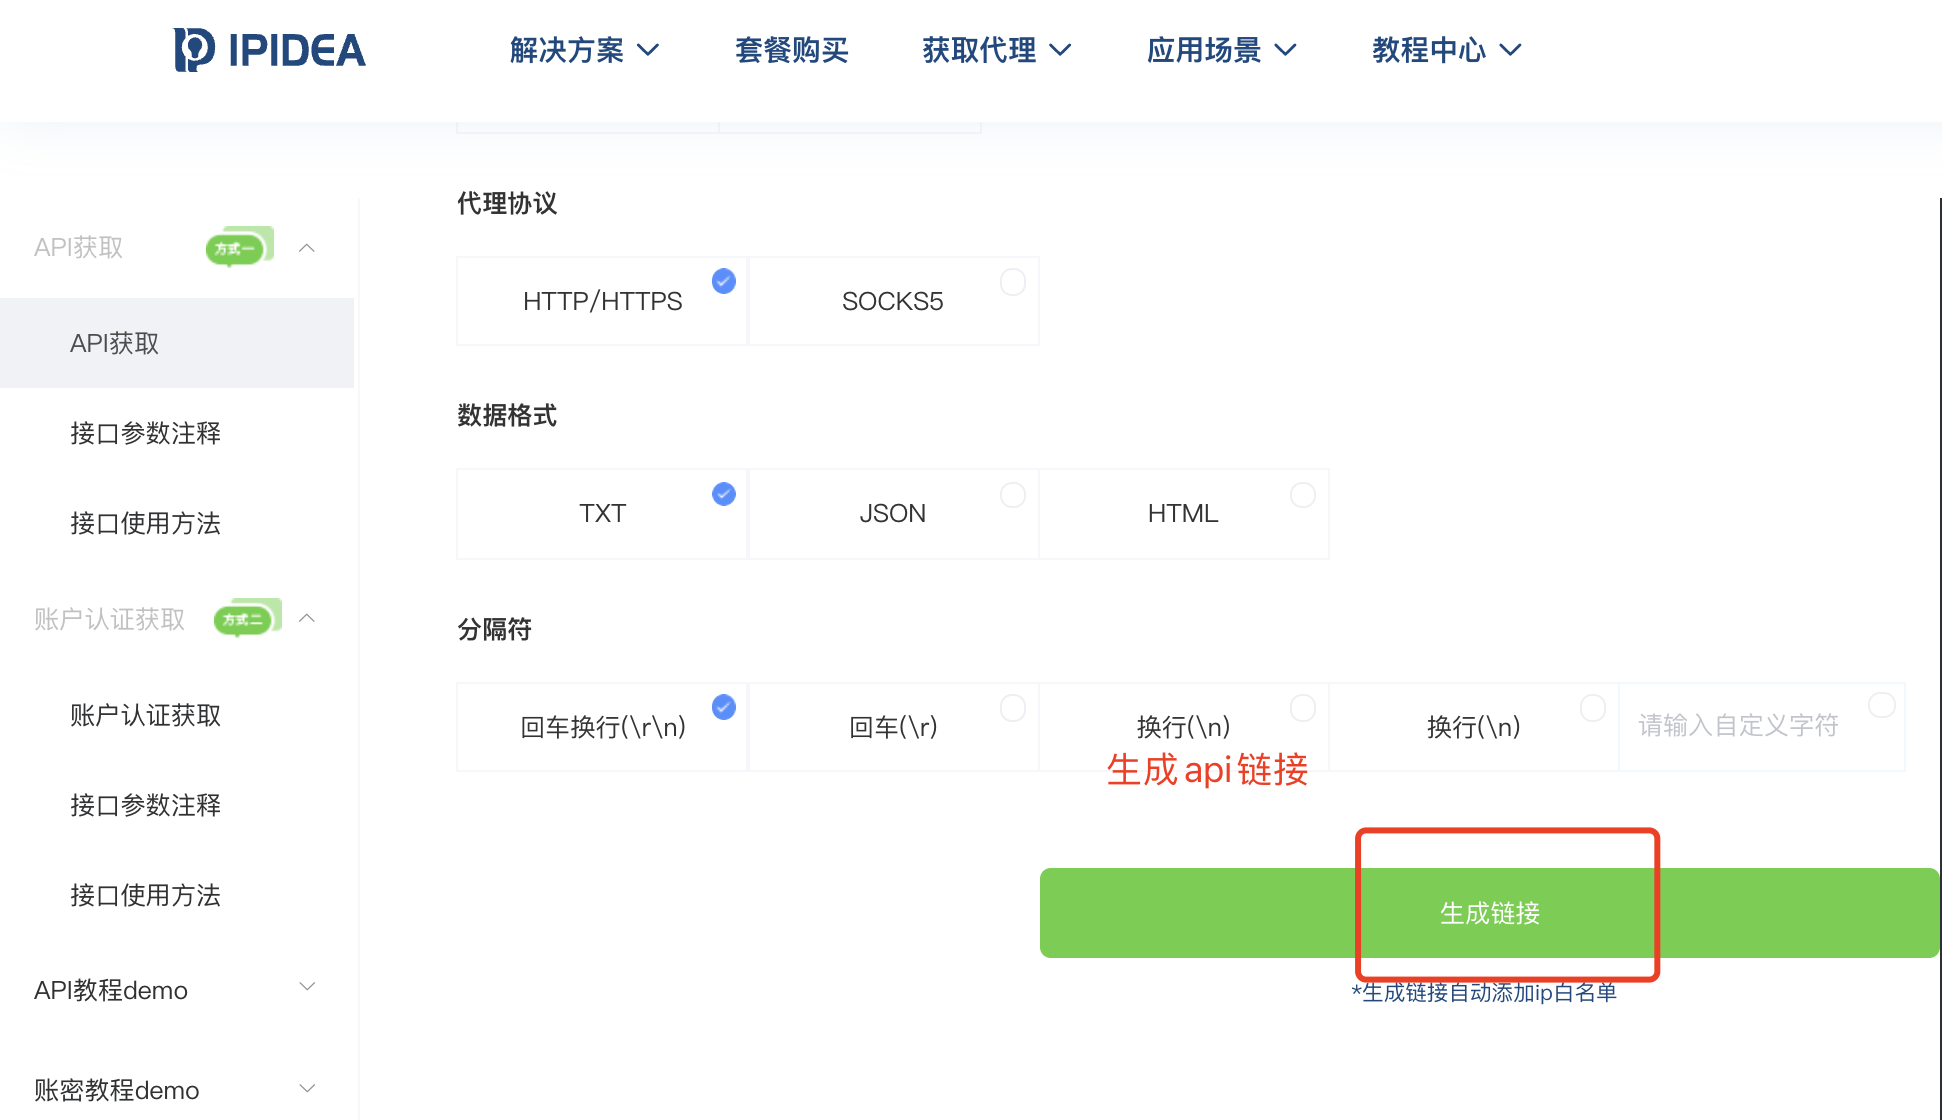 IPIDEA
解决方案
套餐购买
获取代理
应用场景
教程中心
API获取
方式一
API获取
接口参数注释
接口使用方法
账户认证获取
方式二
账户认证获取
接口参数注释
接口使用方法
API教程demo
账密教程demo
代理协议
HTTP/HTTPS
SOCKS5
数据格式
TXT
JSON
HTML
分隔符
回车换行(\r\n)
回车(\r)
换行(\n)
换行(\n)
请输入自定义字符
生成api链接
生成链接
*生成链接自动添加ip白名单